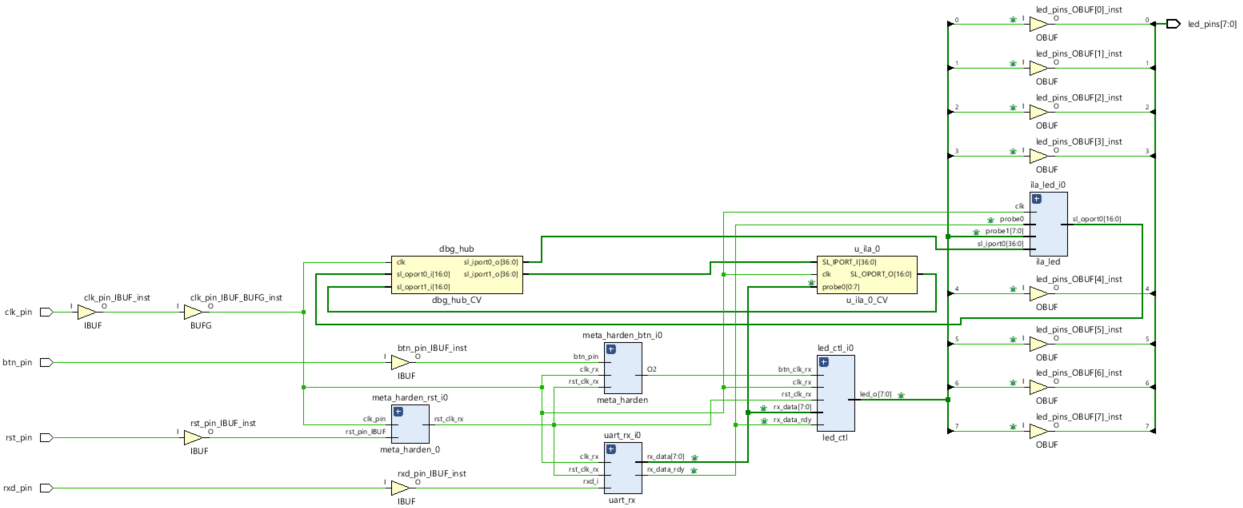 led_pins_OBUF[0]_inst
0 I O 0 led_pins[7:0]
OBUF
led_pins_OBUF[1]_inst
1 I O 1
OBUF
led_pins_OBUF[2]_inst
2 I O 2
OBUF
led_pins_OBUF[3]_inst
3 I O 3
OBUF
ila_led_i0
clk
probe0 sl_oport0[16:0]
probe1[7:0]
sl_iport0[36:0]
ila_led
dbg_hub
clk sl_iport0_o[36:0]
sl_oport0_i[16:0] sl_iport1_o[36:0]
sl_oport1_i[16:0]
dbg_hub_CV
u_ila_0
SL_IPORT_I[36:0]
clk SL_OPORT_O[16:0]
probe0[0:7]
u_ila_0_CV
led_pins_OBUF[4]_inst
4 I O 4
OBUF
clk_pin_IBUF_inst
clk_pin I O
IBUF
clk_pin_IBUF_BUFG_inst
I O
BUFG
led_pins_OBUF[5]_inst
5 I O 5
OBUF
btn_pin_IBUF_inst
btn_pin I O
IBUF
meta_harden_btn_i0
btn_pin
clk_rx O2
rst_clk_rx
meta_harden
led_ctl_i0
btn_clk_rx
clk_rx
rst_clk_rx led_o[7:0]
rx_data[7:0]
rx_data_rdy
led_ctl
led_pins_OBUF[6]_inst
6 I O 6
OBUF
meta_harden_rst_i0
clk_pin rst_clk_rx
rst_pin_IBUF
meta_harden_0
led_pins_OBUF[7]_inst
7 I O 7
OBUF
rst_pin_IBUF_inst
rst_pin I O
IBUF
uart_rx_i0
clk_rx rx_data[7:0]
rst_clk_rx rx_data_rdy
rxd_i
uart_rx
rxd_pin_IBUF_inst
rxd_pin I O
IBUF